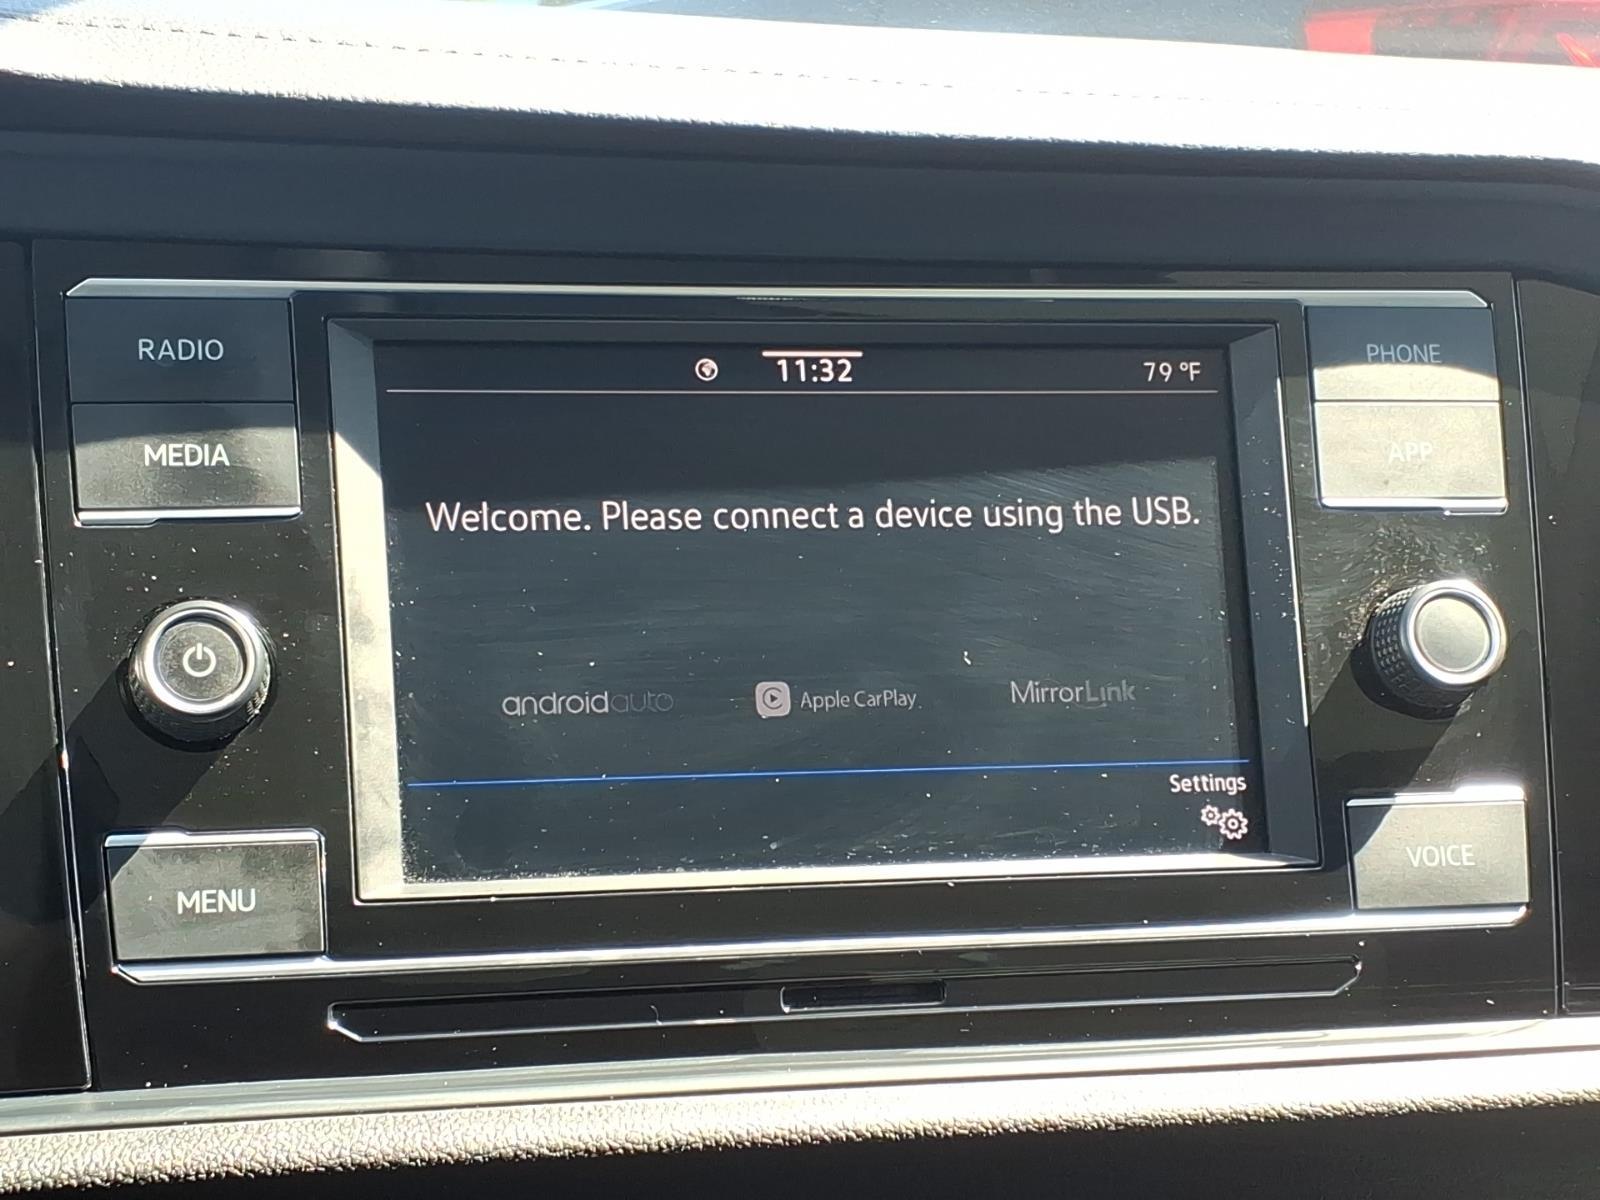 RADIO
MEDIA
MENU
11:32
79 °F
Welcome. Please connect a device using the USB.
androidauto
Apple CarPlay
MirrorLink
Settings
PHONE
APP
VOICE